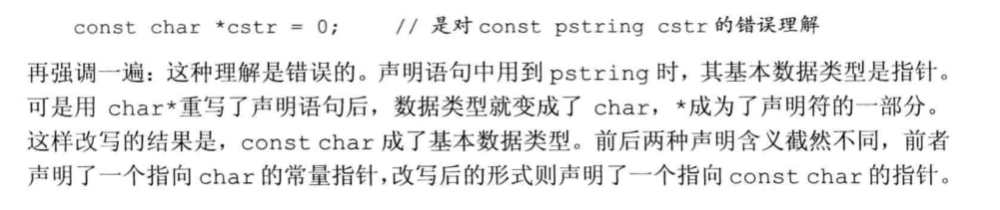 const char *cstr = 0; // 是对 const pstring cstr 的错误理解
再强调一遍：这种理解是错误的。声明语句中用到 pstring 时，其基本数据类型是指针。
可是用 char*重写了声明语句后，数据类型就变成了 char，*成为了声明符的一部分。
这样改写的结果是，const char 成了基本数据类型。前后两种声明含义截然不同，前者
声明了一个指向 char 的常量指针，改写后的形式则声明了一个指向 const char 的指针。